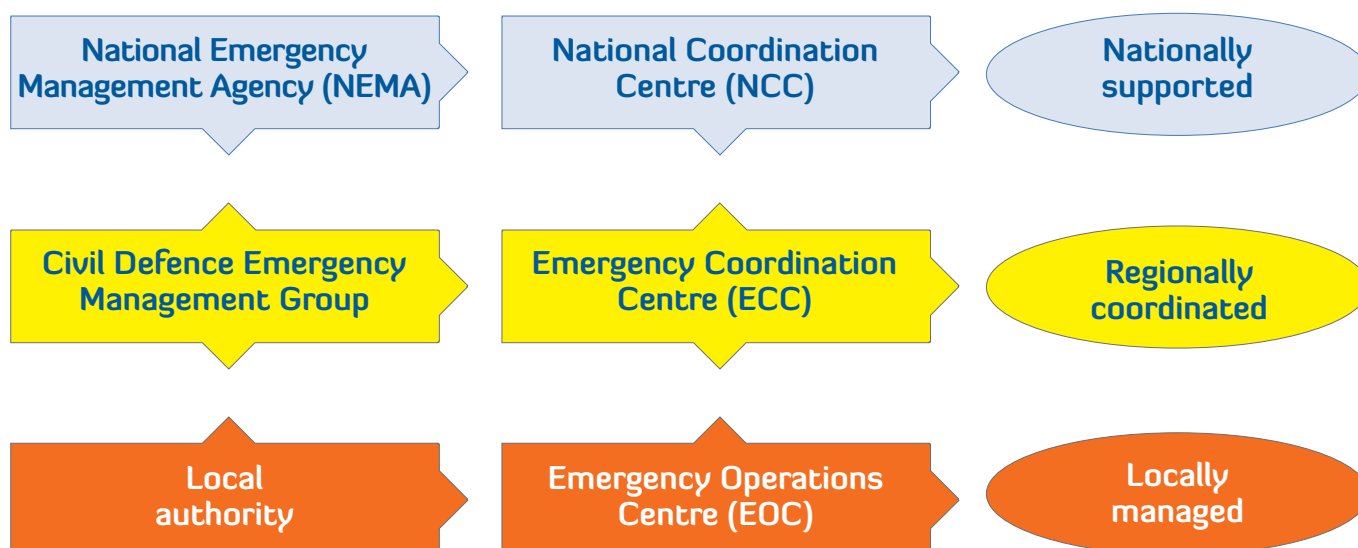 National Emergency
Management Agency (NEMA)
National Coordination
Centre (NCC)
Nationally
supported
Civil Defence Emergency
Management Group
Emergency Coordination
Centre (ECC)
Regionally
coordinated
Local
authority
Emergency Operations
Centre (EOC)
Locally
managed